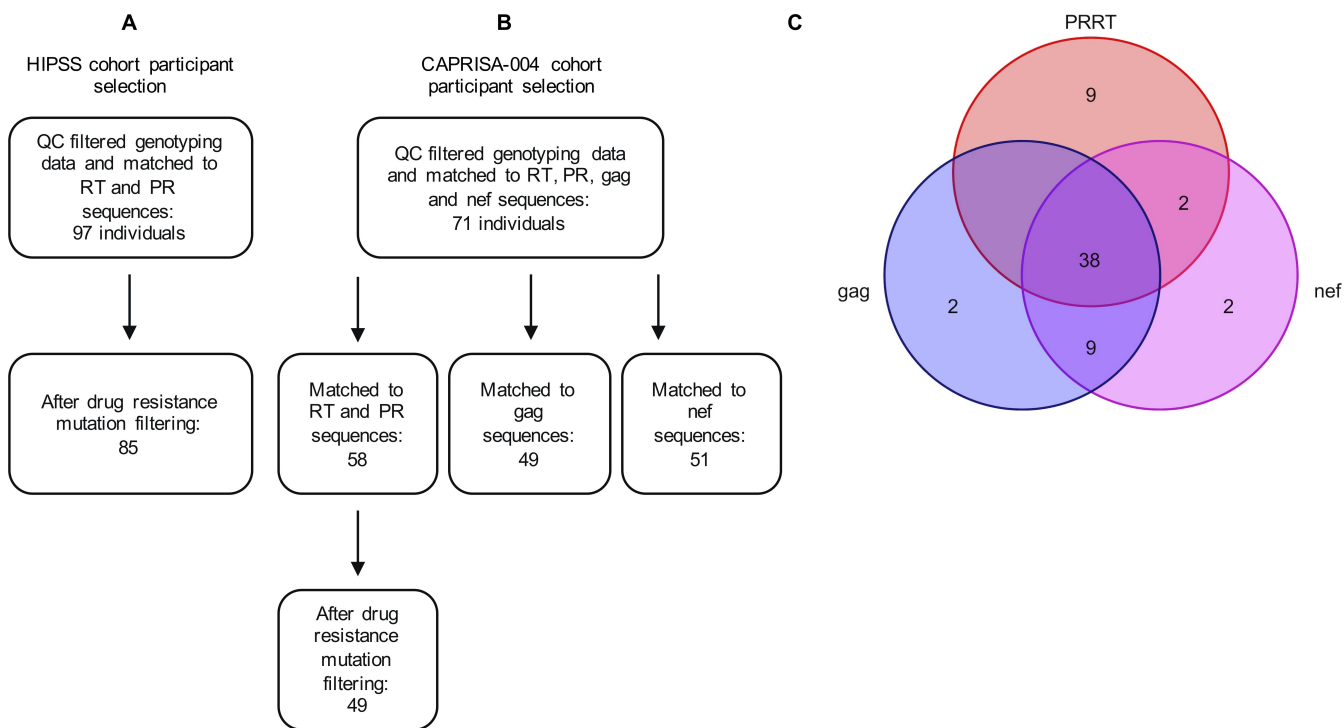 A
HIPSS cohort participant
selection
QC filtered genotyping
data and matched to
RT and PR
sequences:
97 individuals
After drug resistance
mutation filtering:
85
B
CAPRISA-004 cohort
participant selection
QC filtered genotyping data
and matched to RT, PR, gag
and nef sequences:
71 individuals
Matched to
RT and PR
sequences:
58
Matched to
gag
sequences:
49
Matched to
nef
sequences:
51
After drug
resistance
mutation
filtering:
49
C
PRRT
9
2
38
gag
nef
2
2
9